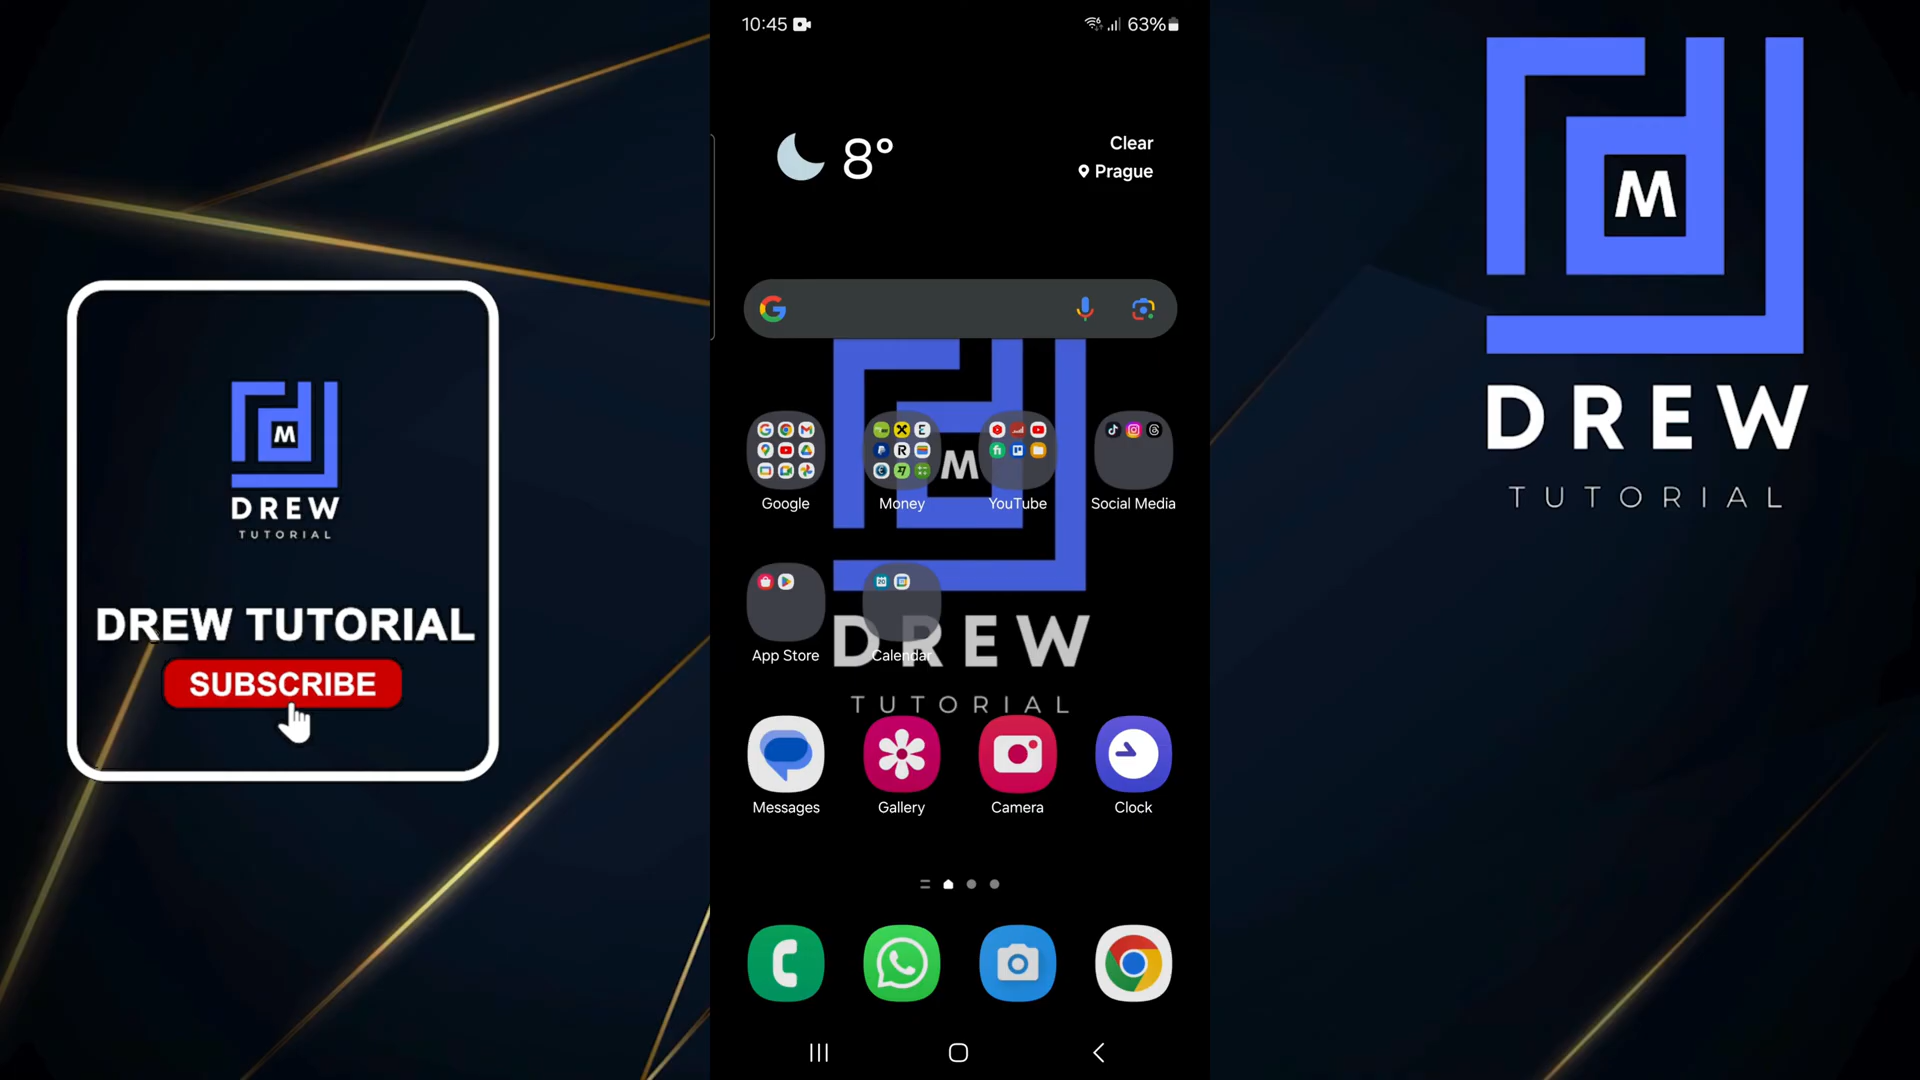 10:45
63%
8°
Clear
Prague
M
Google
Money
YouTube
Social Media
App Store
Calendar
DREW
TUTORIAL
Messages
Gallery
Camera
Clock
M
DREW
TUTORIAL
DREW TUTORIAL
SUBSCRIBE
M
DREW
TUTORIAL